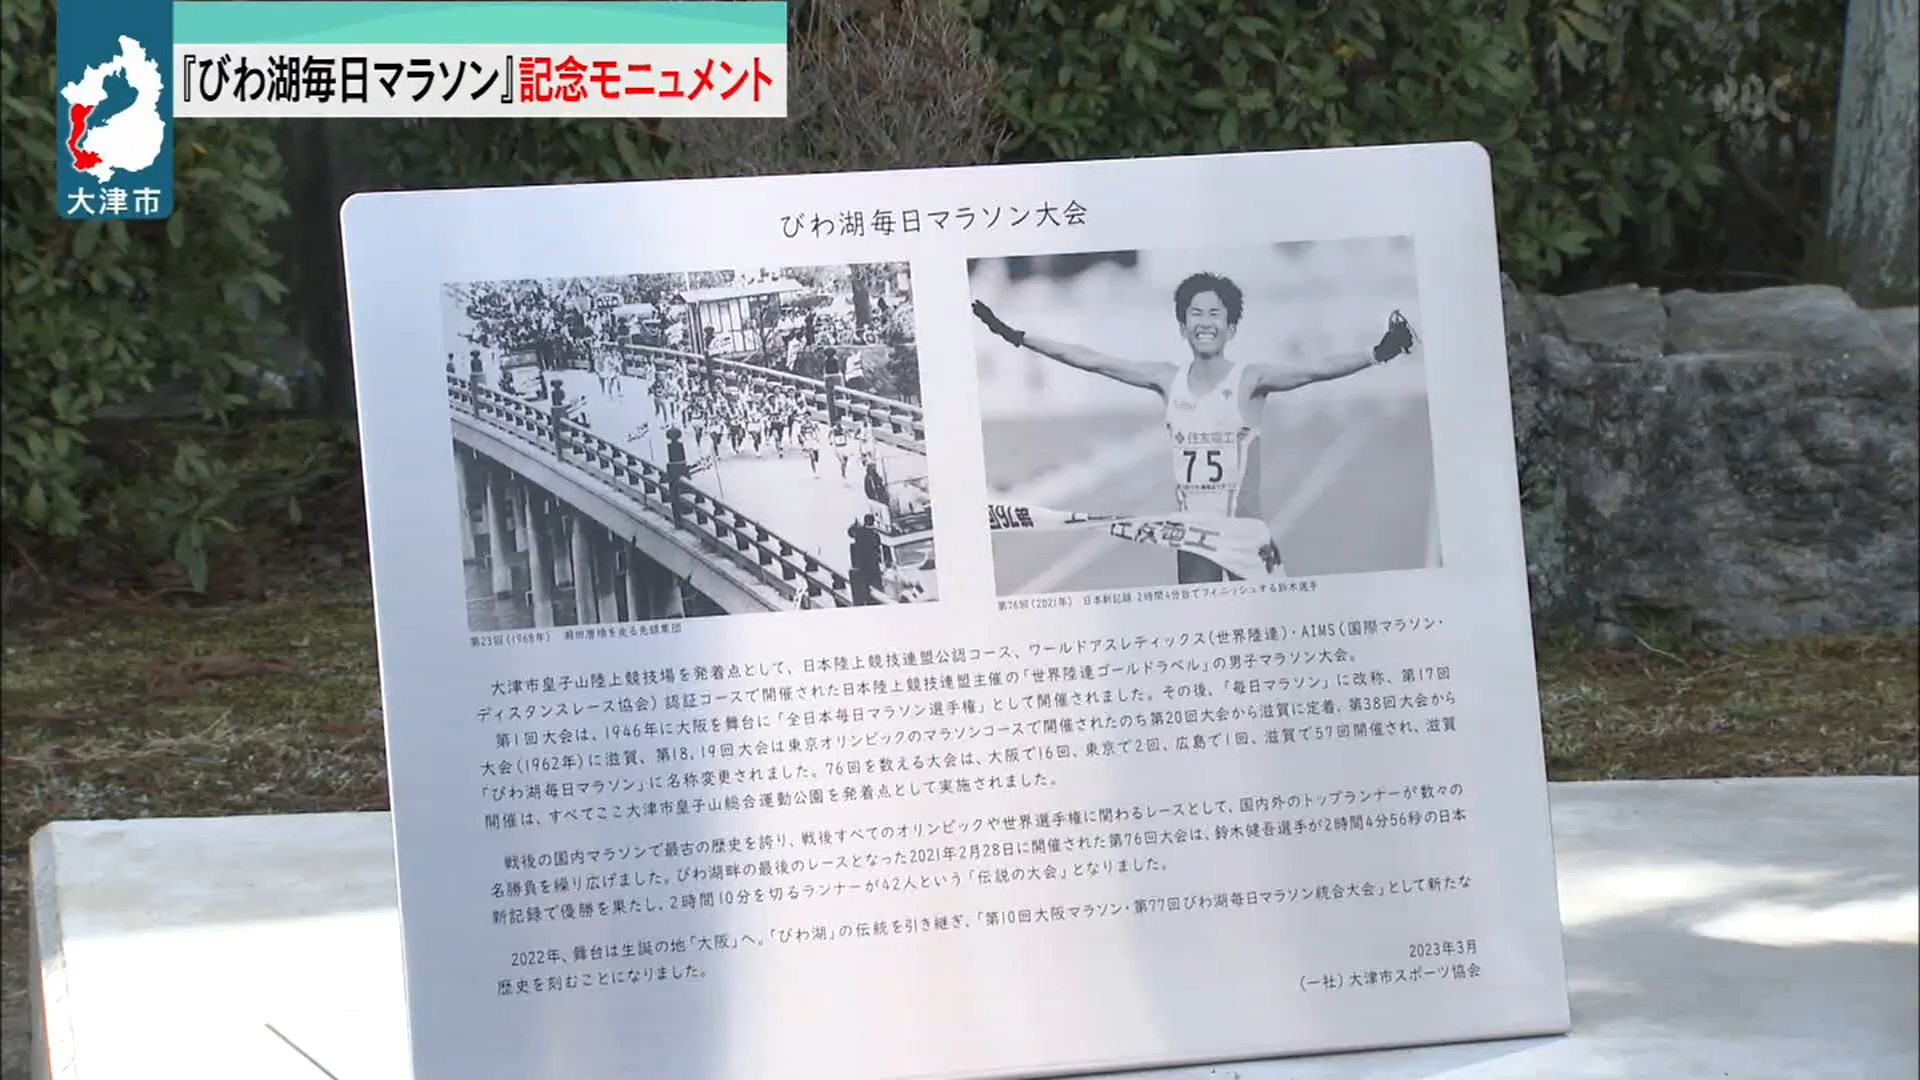 『びわ湖毎日マラソン』記念モニュメント
大津市
びわ湖毎日マラソン大会
住友電工
75
第76回
住友電工
第23回(1968年) 瀬田唐橋を走る先頭集団
第76回(2021年) 日本新記録 2時間4分台でフィニッシュする鈴木選手
大津市皇子山陸上競技場を発着点として、日本陸上競技連盟公認コース、ワールドアスレティックス(世界陸連)・AIMS(国際マラソン・
ディスタンスレース協会)認証コースで開催された日本陸上競技連盟主催の「世界陸連ゴールドラベル」の男子マラソン大会。
第1回大会は、1946年に大阪を舞台に「全日本毎日マラソン選手権」として開催されました。その後、「毎日マラソン」に改称、第17回
大会(1962年)に滋賀、第18,19回大会は東京オリンピックのマラソンコースで開催されたのち第20回大会から滋賀に定着、第38回大会から
「びわ湖毎日マラソン」に名称変更されました。76回を数える大会は、大阪で16回、東京で2回、広島で1回、滋賀で57回開催され、滋賀
開催は、すべてここ大津市皇子山総合運動公園を発着点として実施されました。
戦後の国内マラソンで最古の歴史を誇り、戦後すべてのオリンピックや世界選手権に関わるレースとして、国内外のトップランナーが数々の
名勝負を繰り広げました。びわ湖畔の最後のレースとなった2021年2月28日に開催された第76回大会は、鈴木健吾選手が2時間4分56秒の日本
新記録で優勝を果たし、2時間10分を切るランナーが42人という「伝説の大会」となりました。
2022年、舞台は生誕の地「大阪」へ。「びわ湖」の伝統を引き継ぎ、「第10回大阪マラソン・第77回びわ湖毎日マラソン統合大会」として新たな
歴史を刻むことになりました。
2023年3月
(一社)大津市スポーツ協会